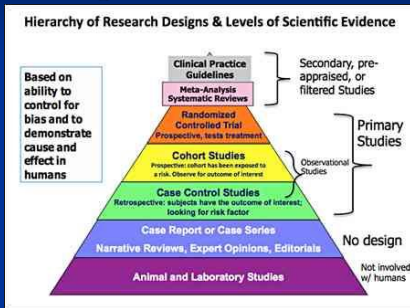 Hierarchy of Research Designs & Levels of Scientific Evidence
Based on
ability to
control for
bias and to
demonstrate
cause and
effect in
humans
Clinical Practice
Guidelines
Meta-Analysis
Systematic Reviews
Secondary, pre-
appraised, or
filtered Studies
Randomized
Controlled Trial
Prospective, tests treatment
Cohort Studies
Prospective: cohort has been exposed to
a risk. Observe for outcome of interest
Case Control Studies
Retrospective: subjects have the outcome of interest;
looking for risk factor
Observational
Studies
Primary
Studies
Case Report or Case Series
Narrative Reviews, Expert Opinions, Editorials
No design
Animal and Laboratory Studies
Not involved
w/ humans